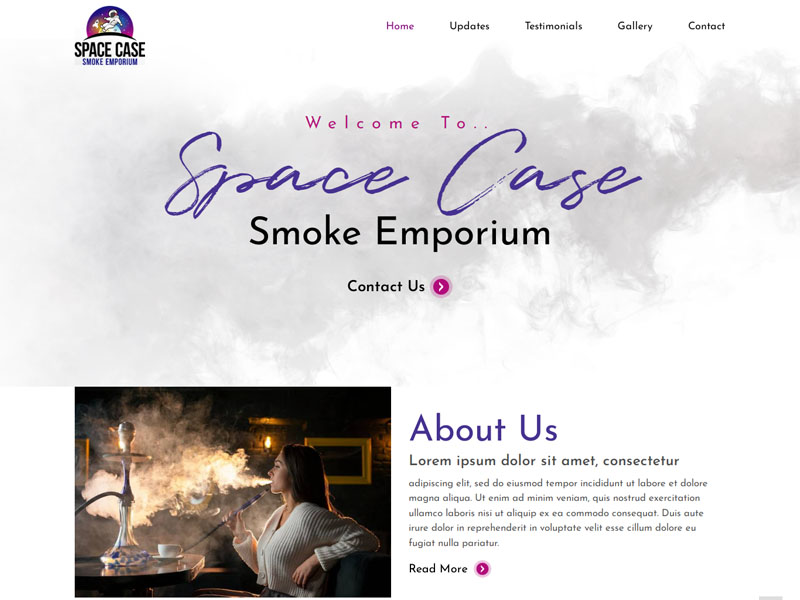 SPACE CASE
SMOKE EMPORIUM
Home Updates Testimonials Gallery Contact
Welcome To..
Space Case
Smoke Emporium
Contact Us
About Us
Lorem ipsum dolor sit amet, consectetur
adipiscing elit, sed do eiusmod tempor incididunt ut labore et dolore
magna aliqua. Ut enim ad minim veniam, quis nostrud exercitation
ullamco laboris nisi ut aliquip ex ea commodo consequat. Duis aute
irure dolor in reprehenderit in voluptate velit esse cillum dolore eu
fugiat nulla pariatur.
Read More